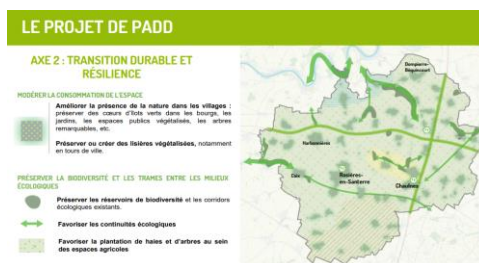 LE PROJET DE PADD
AXE 2 : TRANSITION DURABLE ET
RÉSILIENCE
MODÉRER LA CONSOMMATION DE L'ESPACE
Améliorer la présence de la nature dans les villages :
préserver des cœurs d'îlots verts dans les bourgs, les
jardins, les espaces publics végétalisés, les arbres
remarquables, etc.
Préserver ou créer des lisières végétalisées, notamment
en tours de ville.
PRÉSERVER LA BIODIVERSITÉ ET LES TRAMES ENTRE LES MILIEUX
ÉCOLOGIQUES
Préserver les réservoirs de biodiversité et les corridors
écologiques existants.
Favoriser les continuités écologiques
Favoriser la plantation de haies et d'arbres au sein
des espaces agricoles
Dompierre-
Becquincourt
Harbonnières
Rosières-
en-Santerre
Chaulnes